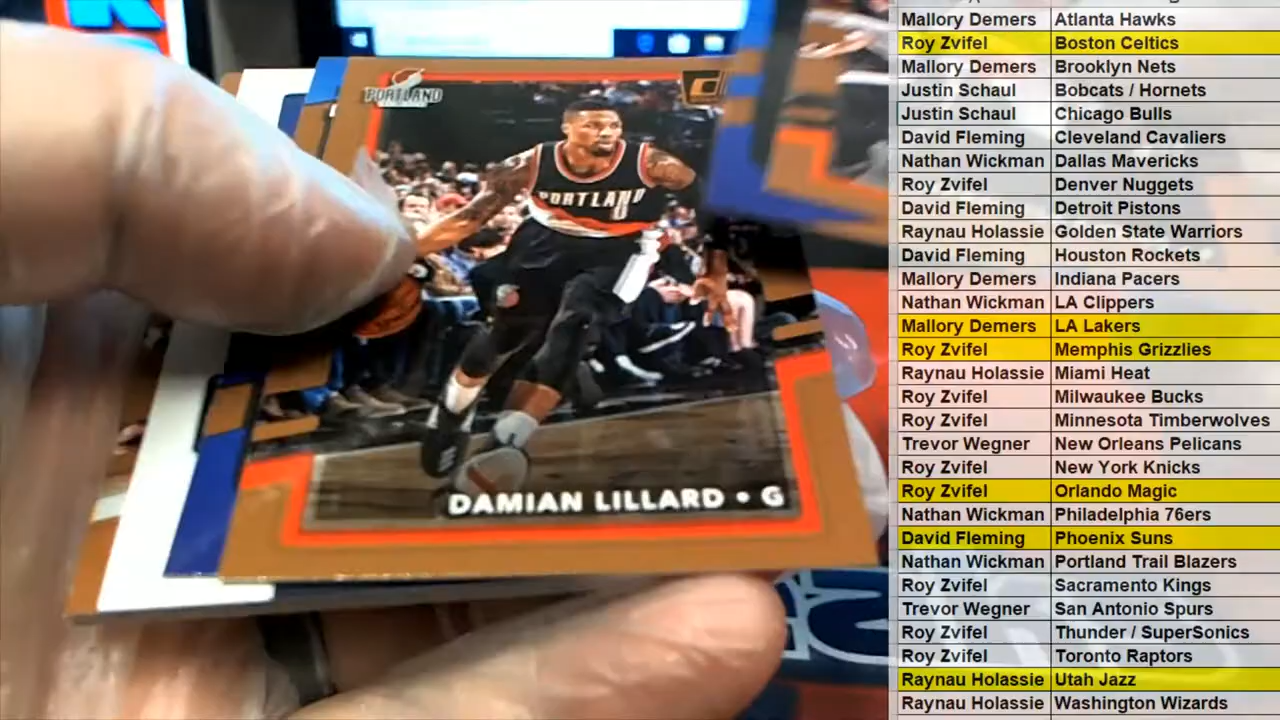 PORTLAND
PORTLAND
0
DAMIAN LILLARD • G
Mallory Demers Atlanta Hawks
Roy Zvifel Boston Celtics
Mallory Demers Brooklyn Nets
Justin Schaul Bobcats / Hornets
Justin Schaul Chicago Bulls
David Fleming Cleveland Cavaliers
Nathan Wickman Dallas Mavericks
Roy Zvifel Denver Nuggets
David Fleming Detroit Pistons
Raynau Holassie Golden State Warriors
David Fleming Houston Rockets
Mallory Demers Indiana Pacers
Nathan Wickman LA Clippers
Mallory Demers LA Lakers
Roy Zvifel Memphis Grizzlies
Raynau Holassie Miami Heat
Roy Zvifel Milwaukee Bucks
Roy Zvifel Minnesota Timberwolves
Trevor Wegner New Orleans Pelicans
Roy Zvifel New York Knicks
Roy Zvifel Orlando Magic
Nathan Wickman Philadelphia 76ers
David Fleming Phoenix Suns
Nathan Wickman Portland Trail Blazers
Roy Zvifel Sacramento Kings
Trevor Wegner San Antonio Spurs
Roy Zvifel Thunder / SuperSonics
Roy Zvifel Toronto Raptors
Raynau Holassie Utah Jazz
Raynau Holassie Washington Wizards